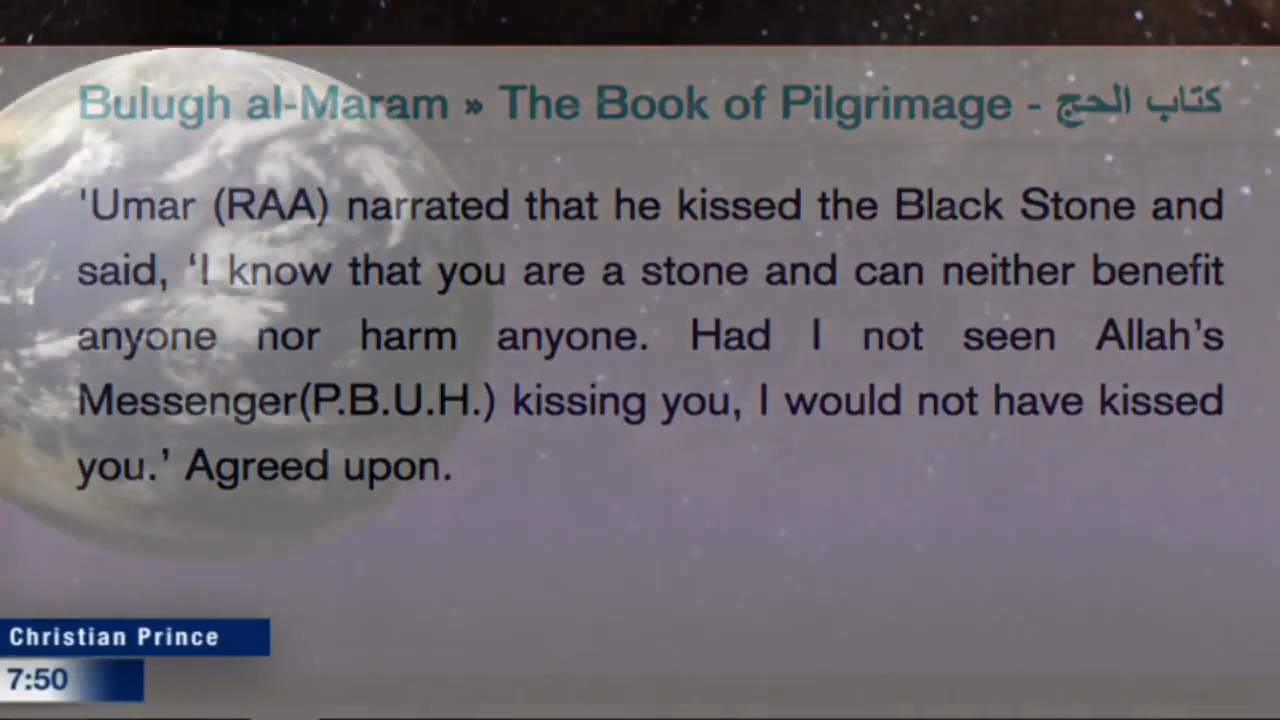 Bulugh al-Maram » The Book of Pilgrimage - كتاب الحج
'Umar (RAA) narrated that he kissed the Black Stone and
said, ‘I know that you are a stone and can neither benefit
anyone nor harm anyone. Had I not seen Allah’s
Messenger(P.B.U.H.) kissing you, I would not have kissed
you.’ Agreed upon.
Christian Prince
7:50